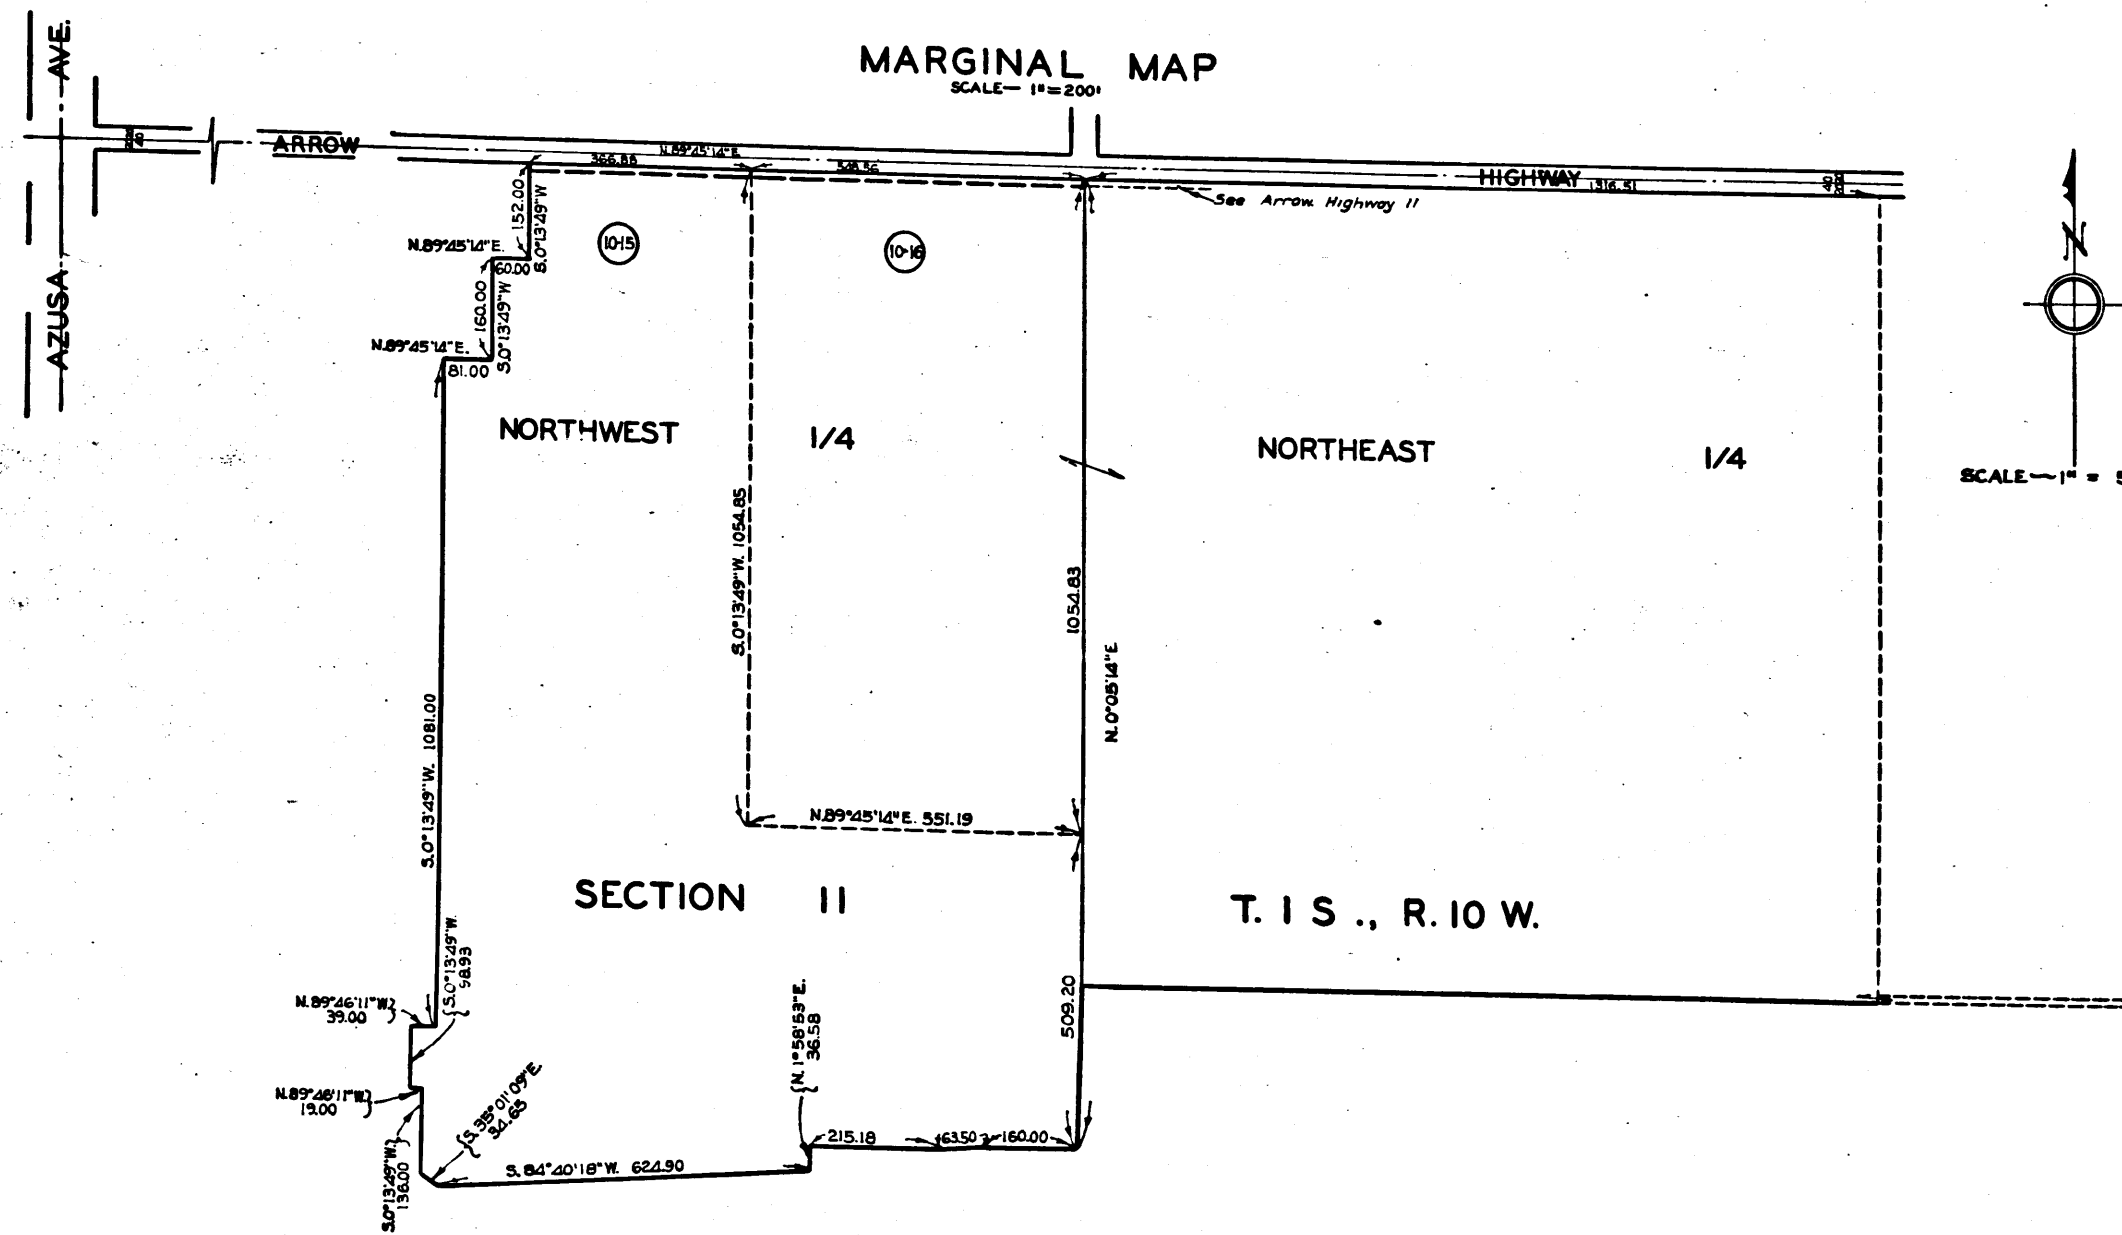 MARGINAL MAP
SCALE— 1"=200'
AZUSA AVE.
40
ARROW
N.89°45'14"E.
366.88
548.56
HIGHWAY
1316.51
40
See Arrow Highway 11
152.00
S.0°13'49"W
N.89°45'14"E.
60.00
10-15
10-16
160.00
S.0°13'49"W
N.89°45'14"E.
81.00
NORTHWEST 1/4
NORTHEAST 1/4
N
SCALE—1" = 5
S.0°13'49"W. 1054.85
1054.83
N.0°05'14"E
S.0°13'49"W. 1081.00
N.89°45'14"E. 551.19
SECTION 11
T. 1 S., R. 10 W.
S.0°13'49"W.
98.93
N.89°46'11"W.
39.00
509.20
N.1°58'53"E.
36.58
N.89°46'11"W.
19.00
S.35°01'09"E.
34.65
S.0°13'49"W.
136.00
S.84°40'18"W. 624.90
215.18
63.50
160.00